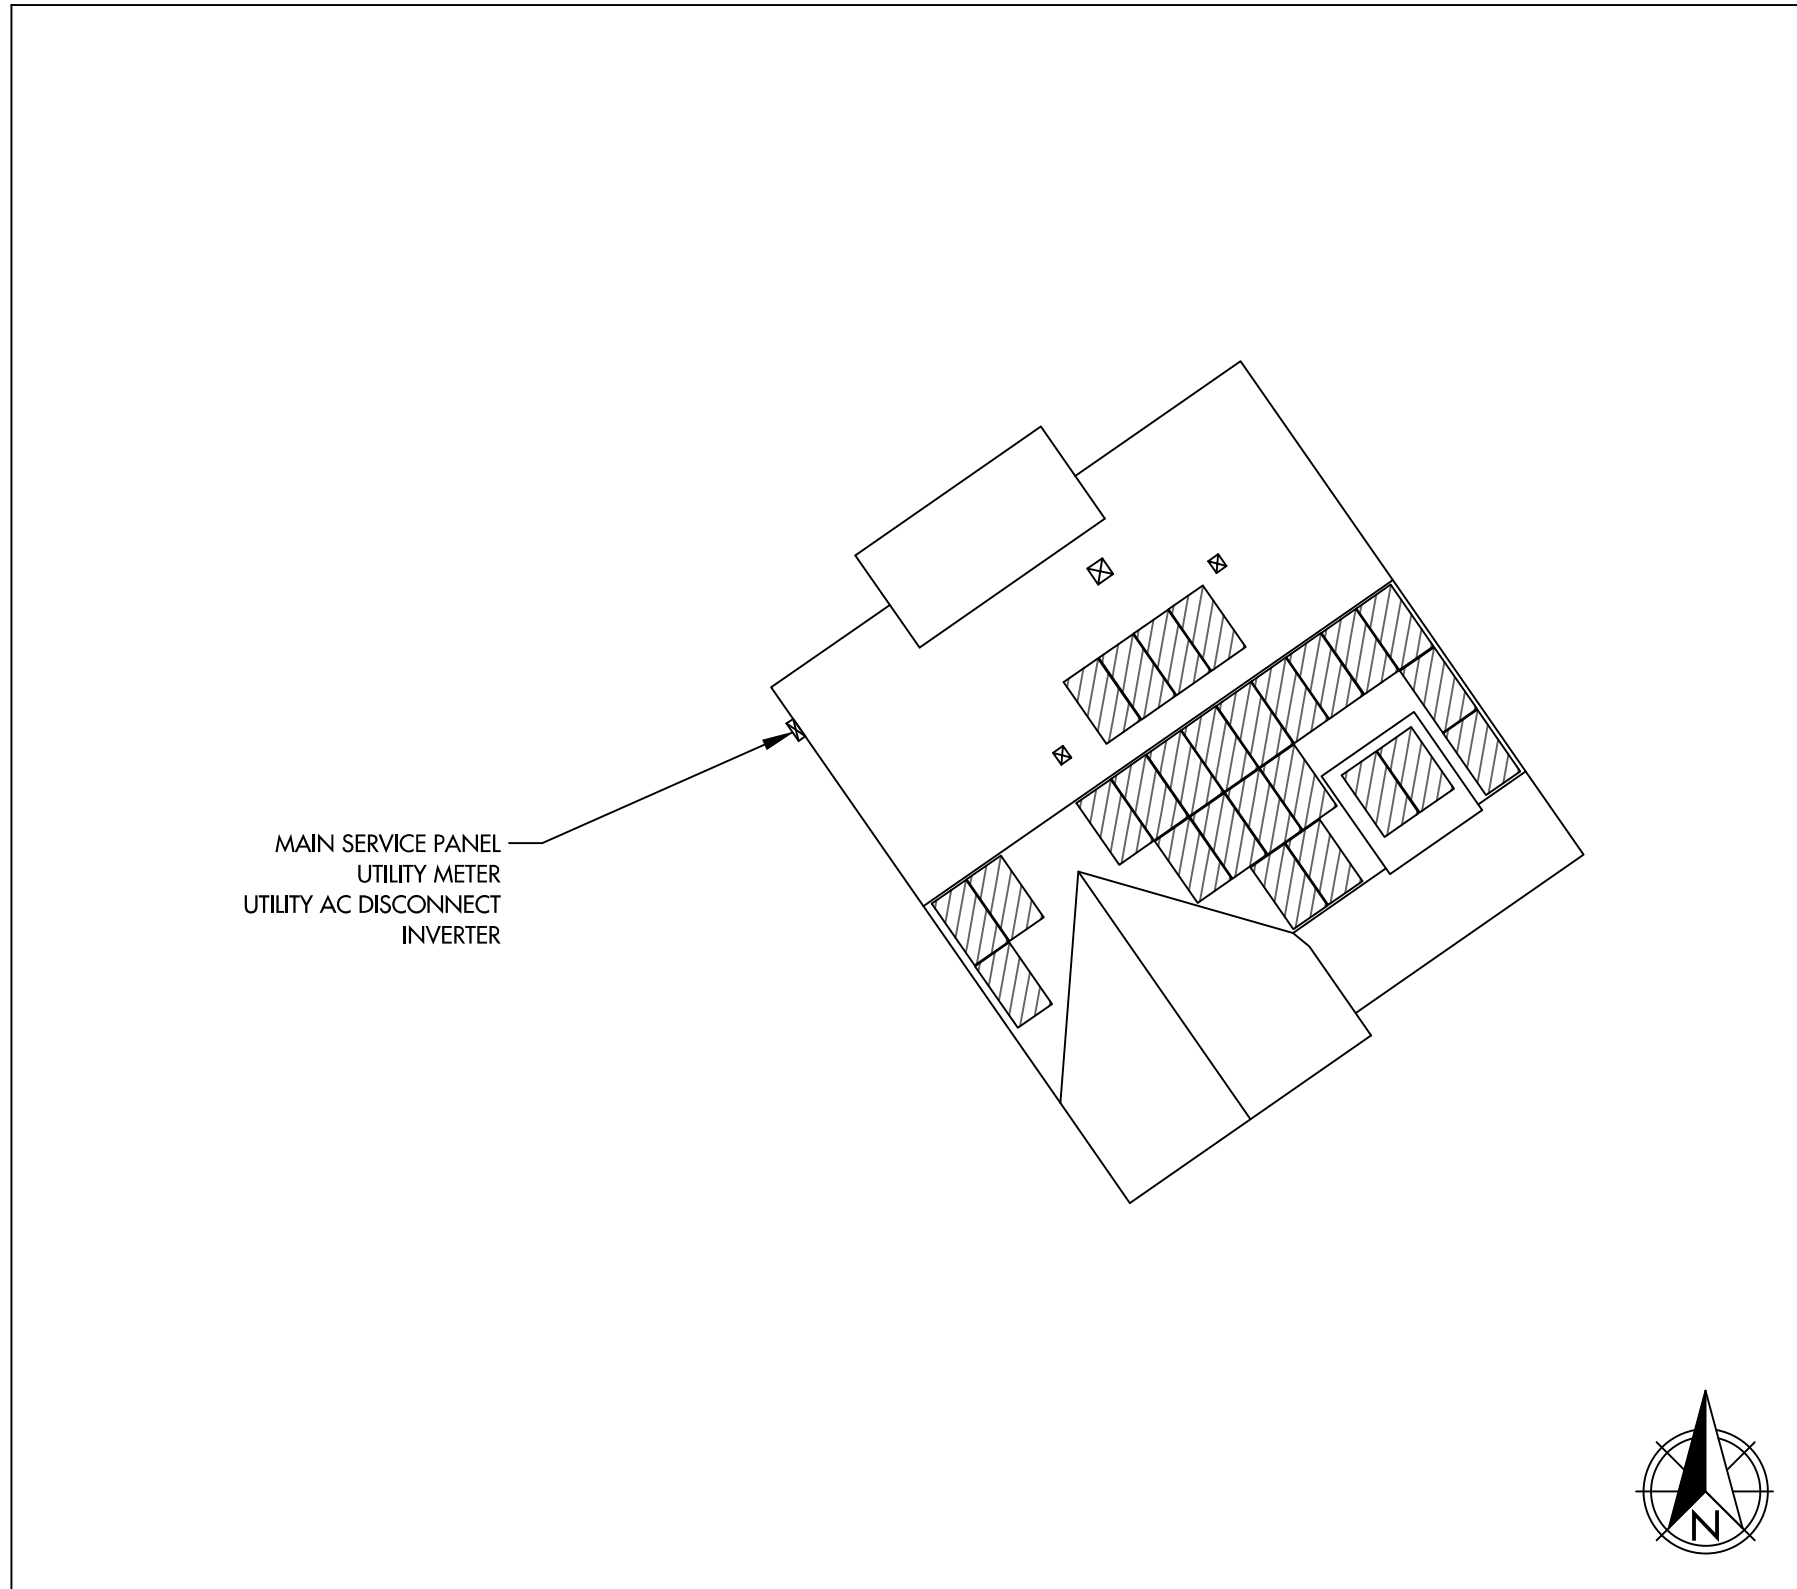 MAIN SERVICE PANEL
UTILITY METER
UTILITY AC DISCONNECT
INVERTER
N